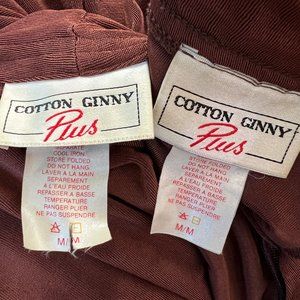 COTTON GINNY
Plus
SEPARATE
COOL IRON
STORE FOLDED
DO NOT HANG
LAVER A LA MAIN
SEPAREMENT
A L'EAU FROIDE
REPASSER A BASSE
TEMPERATURE
RANGER PLIER
NE PAS SUSPENDRE
M/M
COTTON GINNY
Plus
STORE FOLDED
DO NOT HANG
LAVER A LA MAIN
SEPAREMENT
A L'EAU FROIDE
REPASSER A BASSE
TEMPERATURE
RANGER PLIER
NE PAS SUSPENDRE
M/M